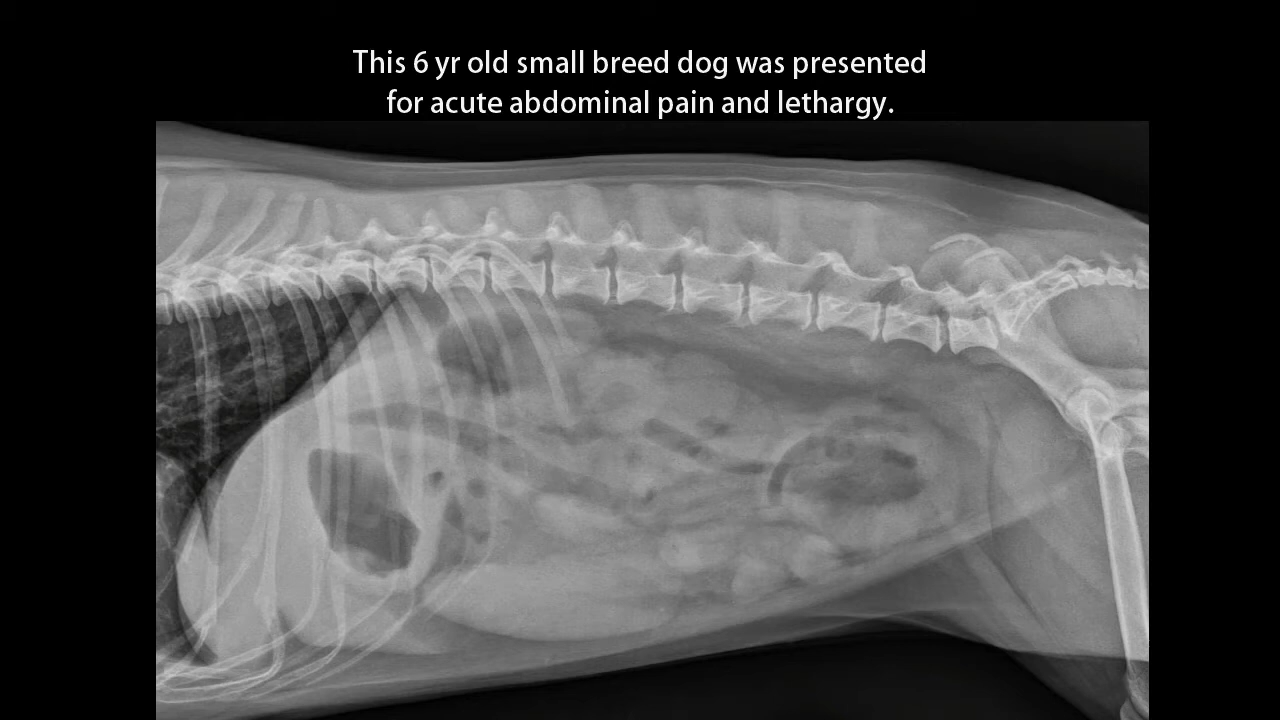 This 6 yr old small breed dog was presented
for acute abdominal pain and lethargy.